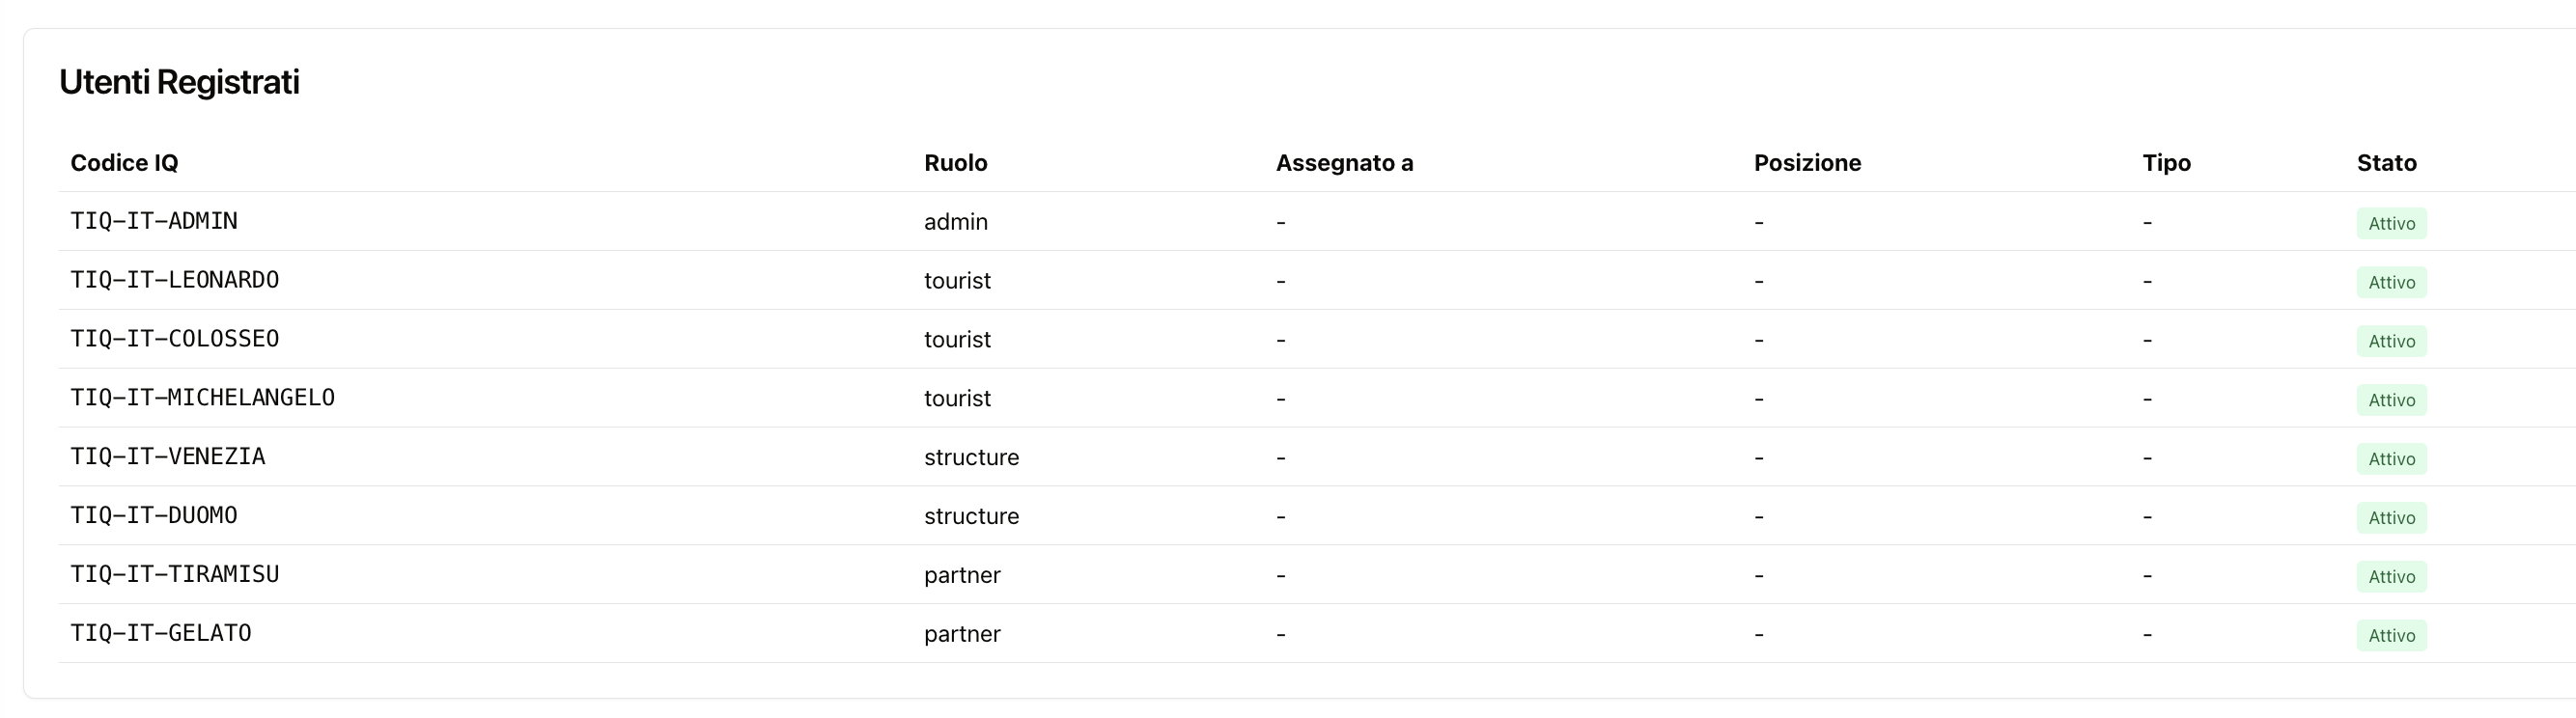 Utenti Registrati
Codice IQ Ruolo Assegnato a Posizione Tipo Stato
TIQ-IT-ADMIN admin - - - Attivo
TIQ-IT-LEONARDO tourist - - - Attivo
TIQ-IT-COLOSSEO tourist - - - Attivo
TIQ-IT-MICHELANGELO tourist - - - Attivo
TIQ-IT-VENEZIA structure - - - Attivo
TIQ-IT-DUOMO structure - - - Attivo
TIQ-IT-TIRAMISU partner - - - Attivo
TIQ-IT-GELATO partner - - - Attivo